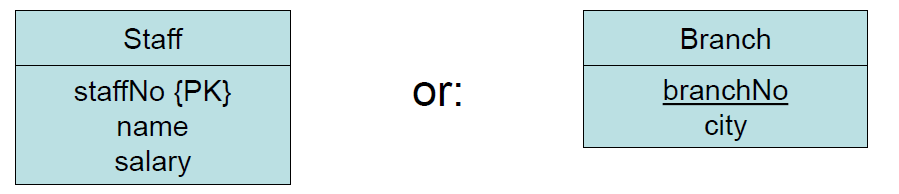 Staff
staffNo {PK}
name
salary
or:
Branch
branchNo
city